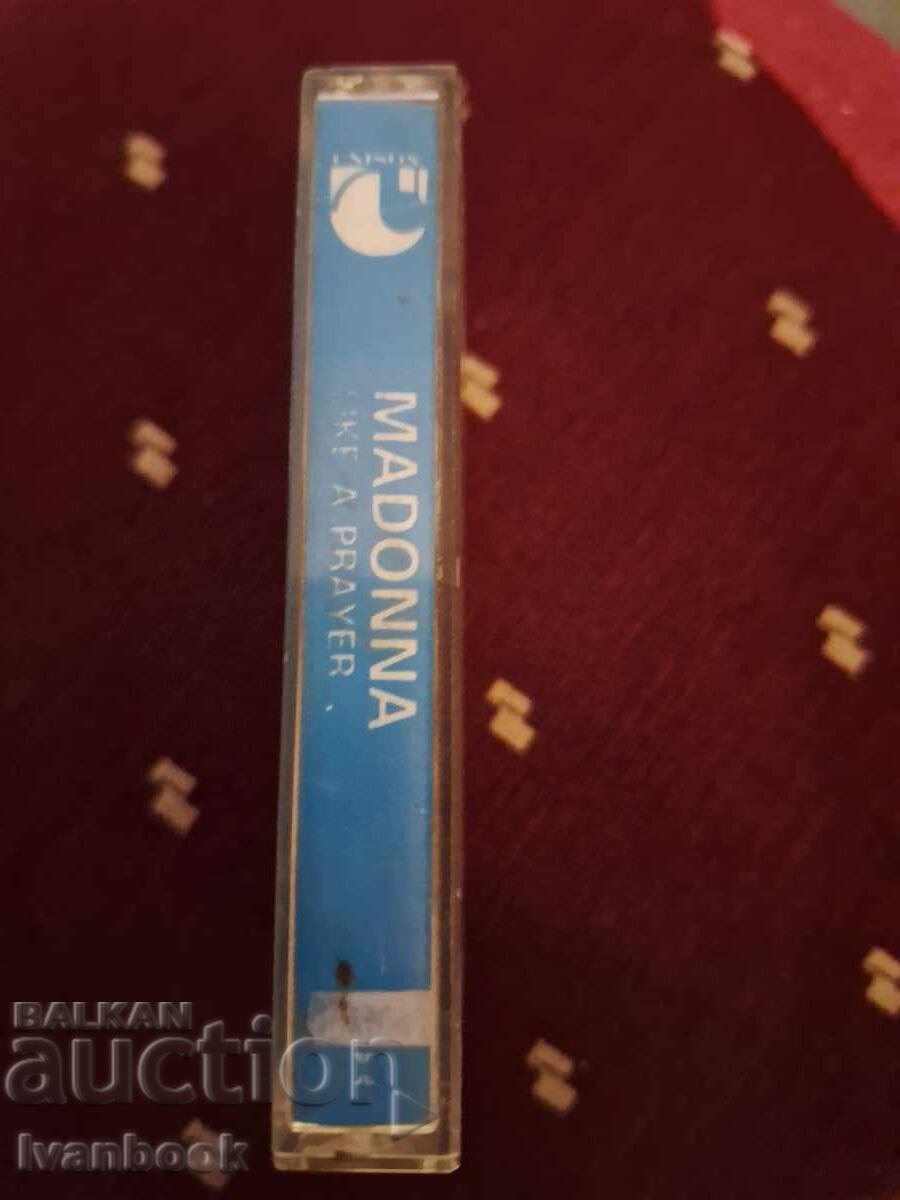 MADONNA
LIKE A PRAYER
BALKAN
auction
Ivanbook